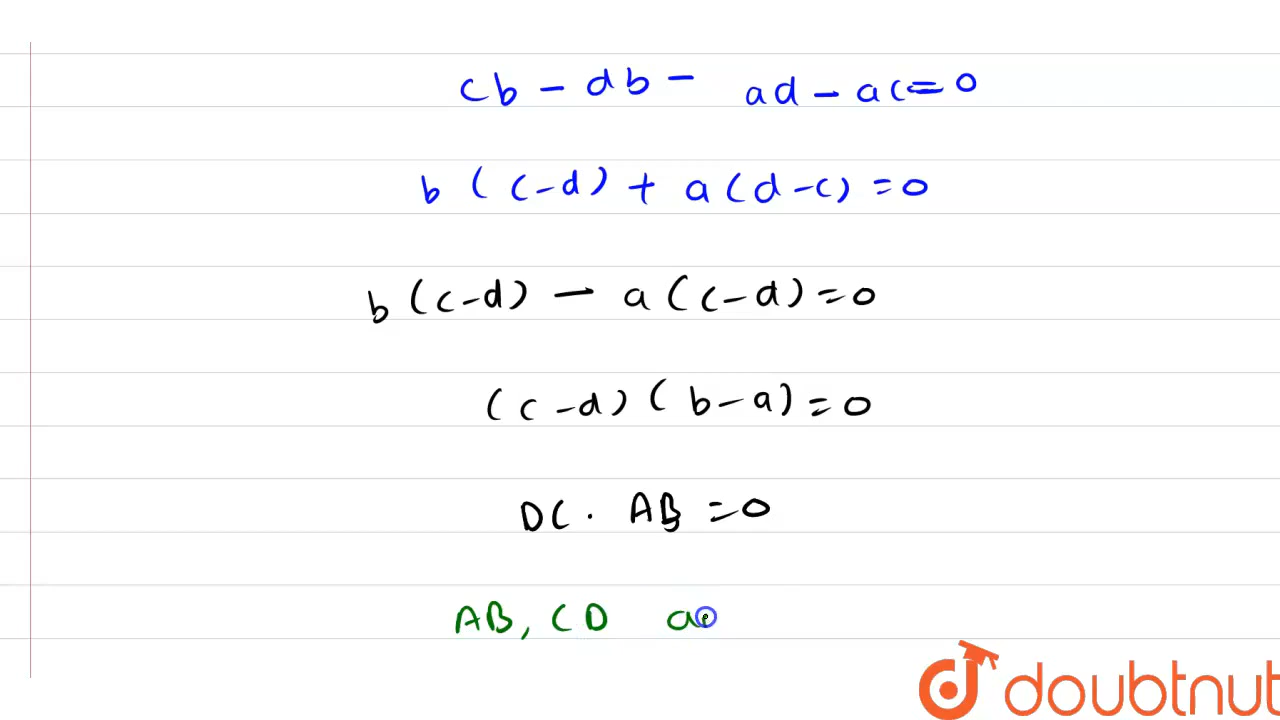 cb - db - ad - ac = 0
b (c-d) + a (d-c) = 0
b (c-d) - a (c-d) = 0
(c-d) (b-a) = 0
DC . AB = 0
AB, CD
doubtnut